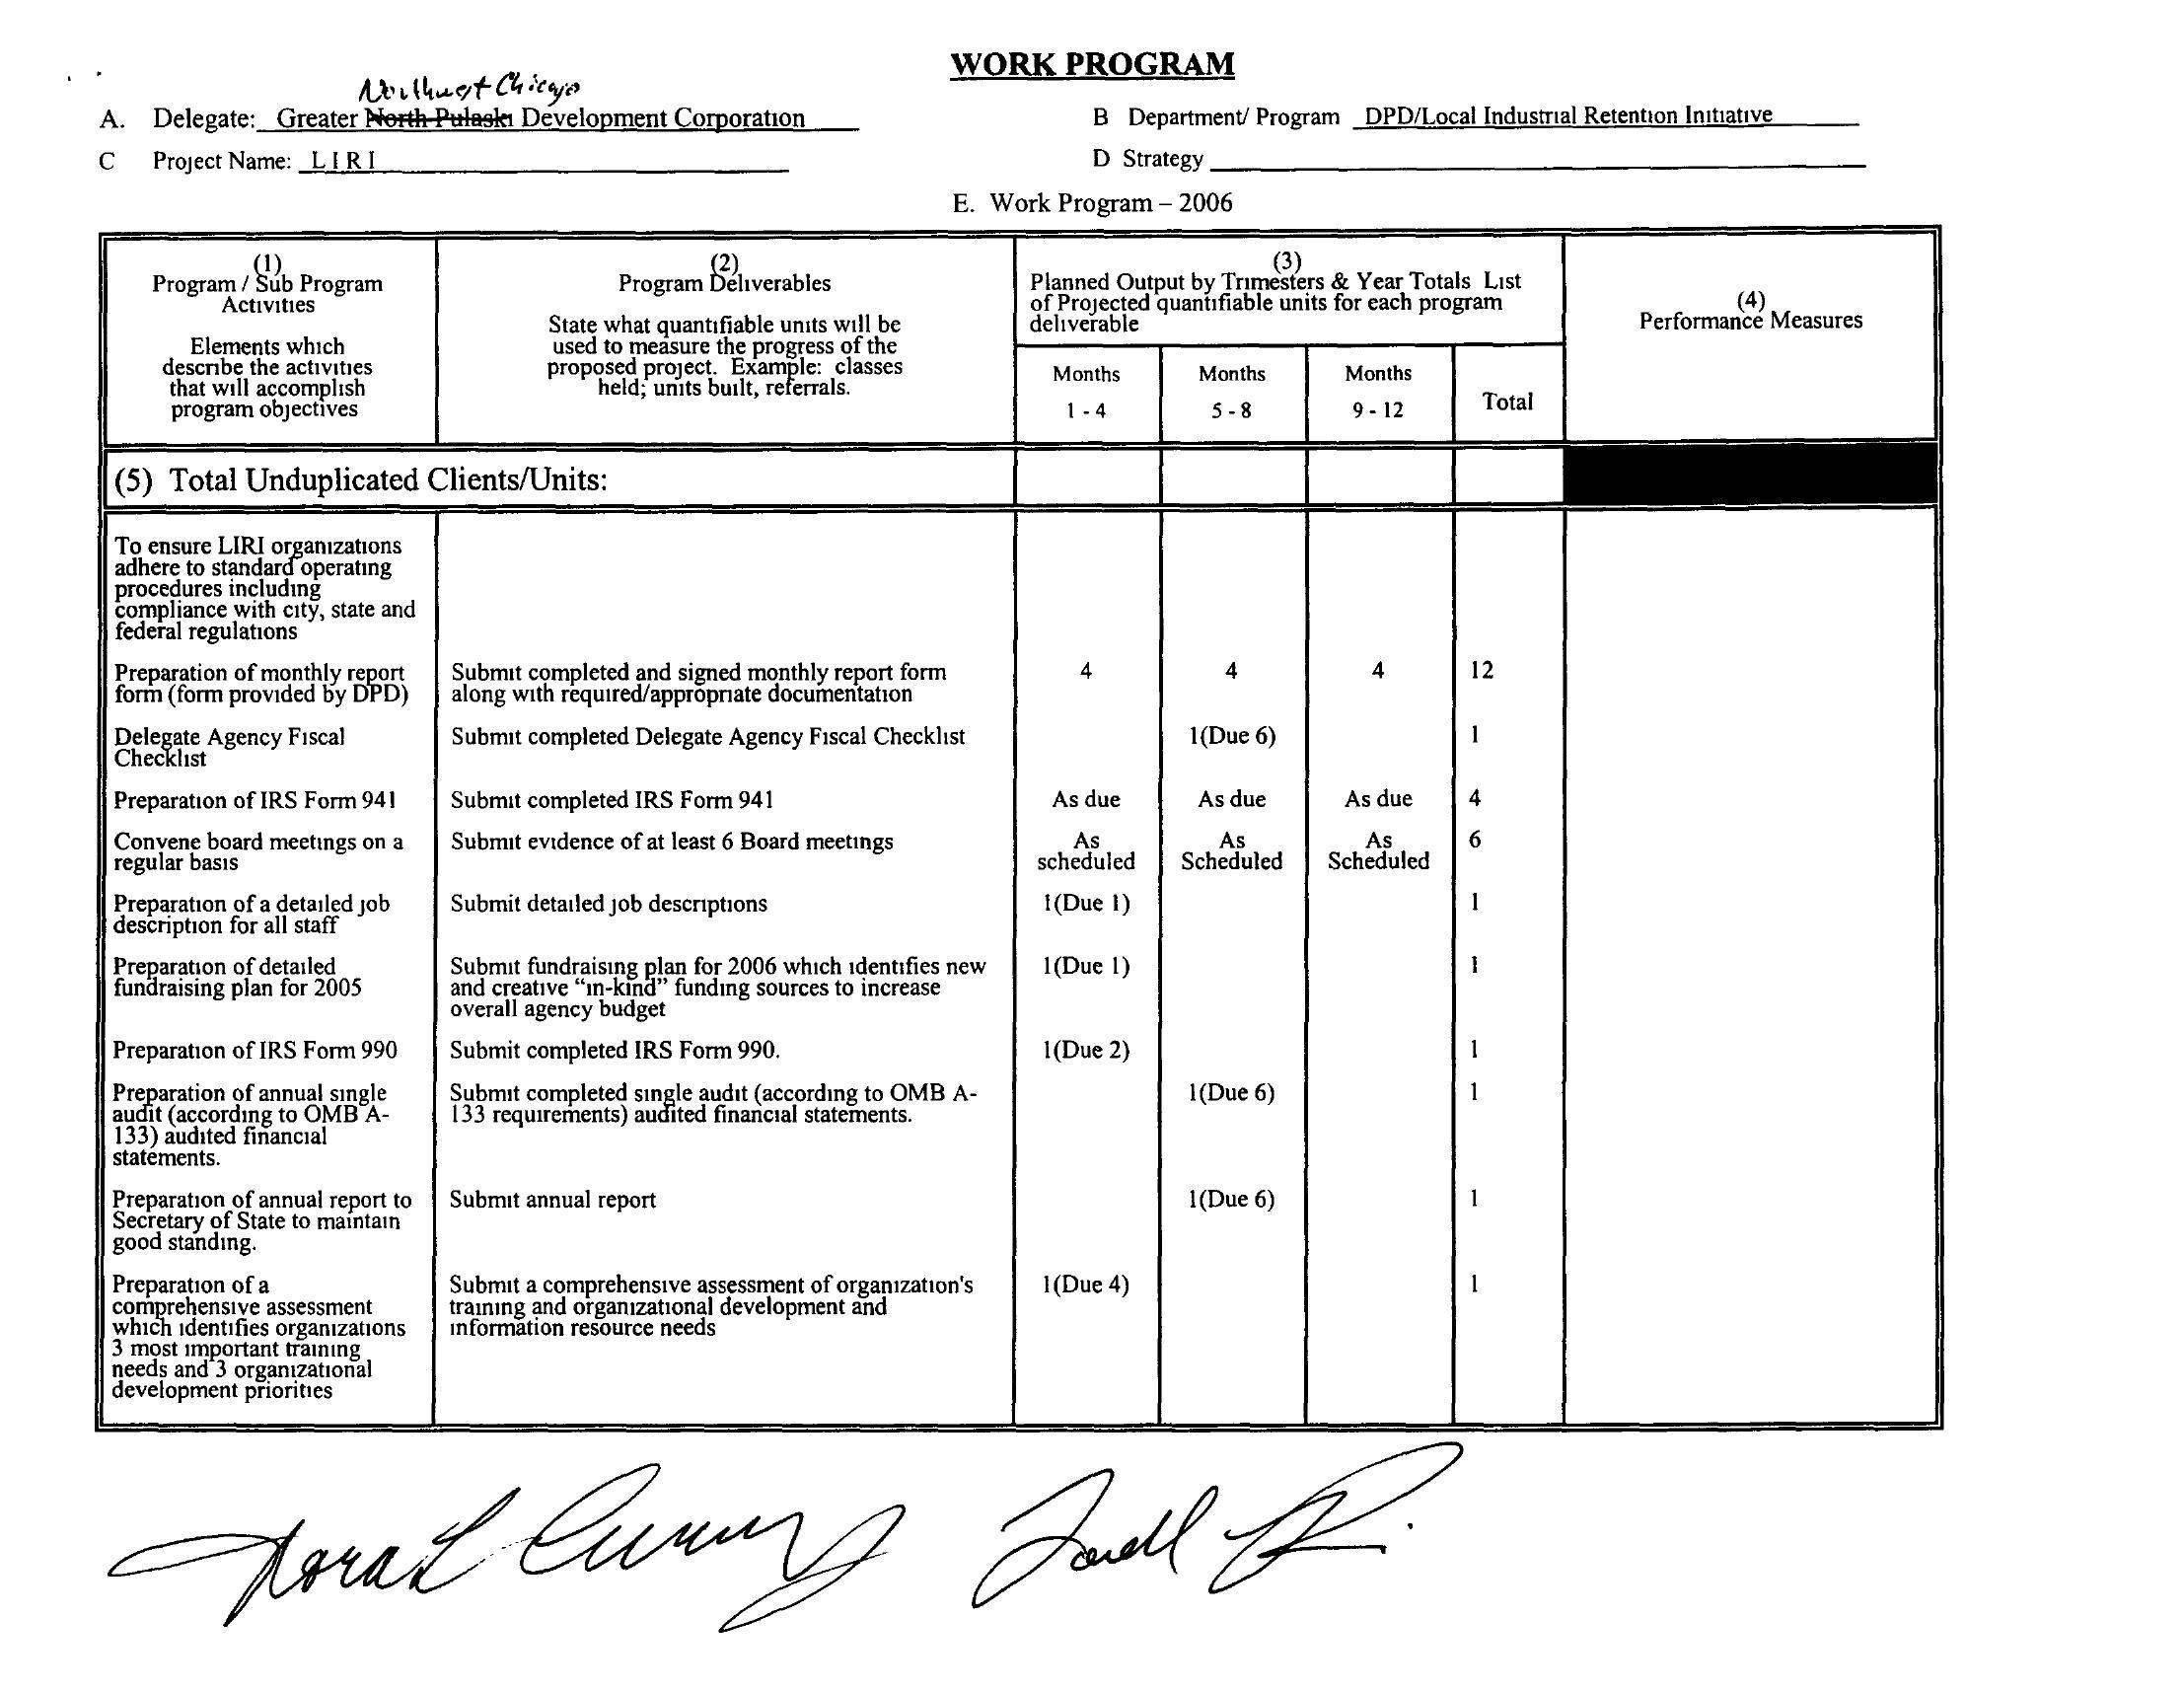 WORK PROGRAM
Northwest Chicago
A. Delegate: Greater North Pulaski Development Corporation
B Department/ Program DPD/Local Industrial Retention Initiative
C Project Name: L I R I
D Strategy
E. Work Program – 2006
(1)
Program / Sub Program
Activities
Elements which
describe the activities
that will accomplish
program objectives
(2)
Program Deliverables
State what quantifiable units will be
used to measure the progress of the
proposed project. Example: classes
held; units built, referrals.
(3)
Planned Output by Trimesters & Year Totals List
of Projected quantifiable units for each program
deliverable
Months
1 - 4
Months
5 - 8
Months
9 - 12
Total
(4)
Performance Measures
(5) Total Unduplicated Clients/Units:
To ensure LIRI organizations
adhere to standard operating
procedures including
compliance with city, state and
federal regulations
Preparation of monthly report
form (form provided by DPD)
Submit completed and signed monthly report form
along with required/appropriate documentation
4 4 4 12
Delegate Agency Fiscal
Checklist
Submit completed Delegate Agency Fiscal Checklist
1(Due 6) 1
Preparation of IRS Form 941
Submit completed IRS Form 941
As due As due As due 4
Convene board meetings on a
regular basis
Submit evidence of at least 6 Board meetings
As
scheduled
As
Scheduled
As
Scheduled
6
Preparation of a detailed job
description for all staff
Submit detailed job descriptions
1(Due 1) 1
Preparation of detailed
fundraising plan for 2005
Submit fundraising plan for 2006 which identifies new
and creative “in-kind” funding sources to increase
overall agency budget
1(Due 1) 1
Preparation of IRS Form 990
Submit completed IRS Form 990.
1(Due 2) 1
Preparation of annual single
audit (according to OMB A-
133) audited financial
statements.
Submit completed single audit (according to OMB A-
133 requirements) audited financial statements.
1(Due 6) 1
Preparation of annual report to
Secretary of State to maintain
good standing.
Submit annual report
1(Due 6) 1
Preparation of a
comprehensive assessment
which identifies organizations
3 most important training
needs and 3 organizational
development priorities
Submit a comprehensive assessment of organization's
training and organizational development and
information resource needs
1(Due 4) 1